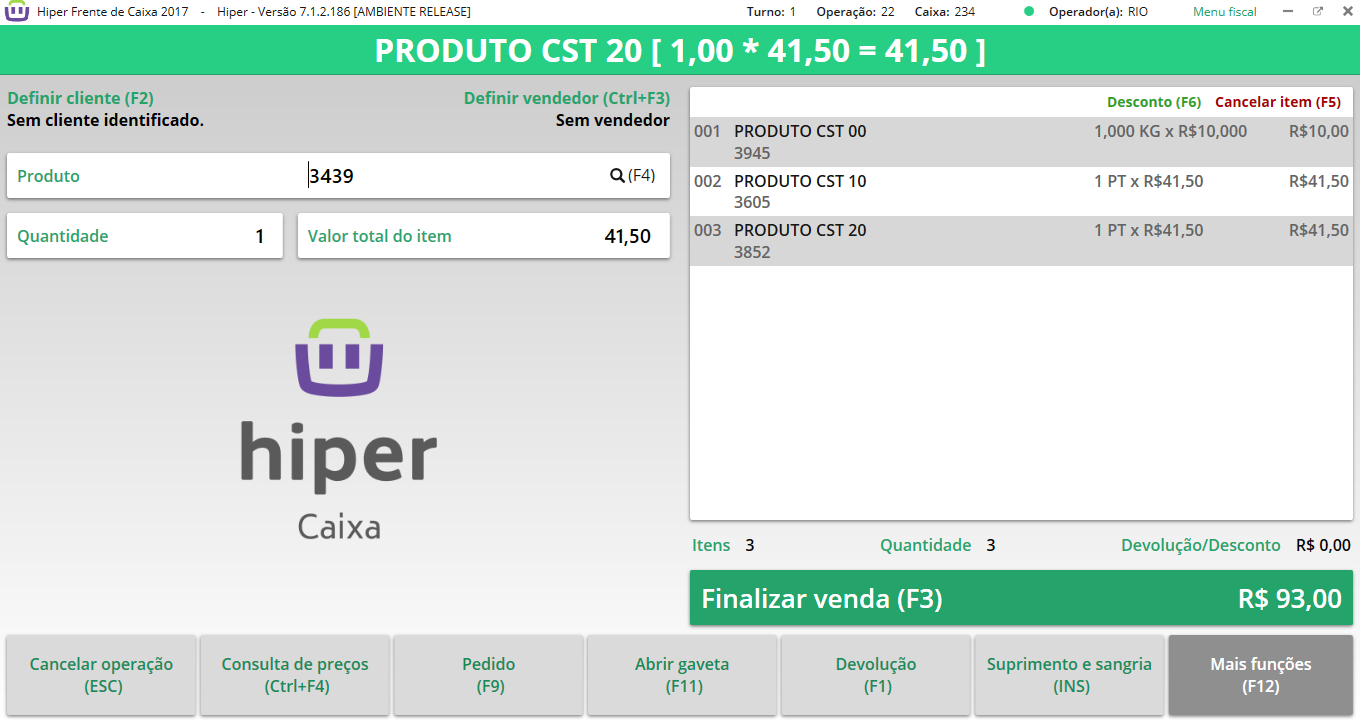 Hiper Frente de Caixa 2017 - Hiper - Versão 7.1.2.186 [AMBIENTE RELEASE] Turno: 1 Operação: 22 Caixa: 234 Operador(a): RIO Menu fiscal
PRODUTO CST 20 [ 1,00 * 41,50 = 41,50 ]
Definir cliente (F2) Definir vendedor (Ctrl+F3)
Sem cliente identificado. Sem vendedor
Produto 3439 (F4)
Quantidade 1 Valor total do item 41,50
hiper
Caixa
Desconto (F6) Cancelar item (F5)
001 PRODUTO CST 00 1,000 KG x R$10,000 R$10,00
3945
002 PRODUTO CST 10 1 PT x R$41,50 R$41,50
3605
003 PRODUTO CST 20 1 PT x R$41,50 R$41,50
3852
Itens 3 Quantidade 3 Devolução/Desconto R$ 0,00
Finalizar venda (F3) R$ 93,00
Cancelar operação
(ESC)
Consulta de preços
(Ctrl+F4)
Pedido
(F9)
Abrir gaveta
(F11)
Devolução
(F1)
Suprimento e sangria
(INS)
Mais funções
(F12)